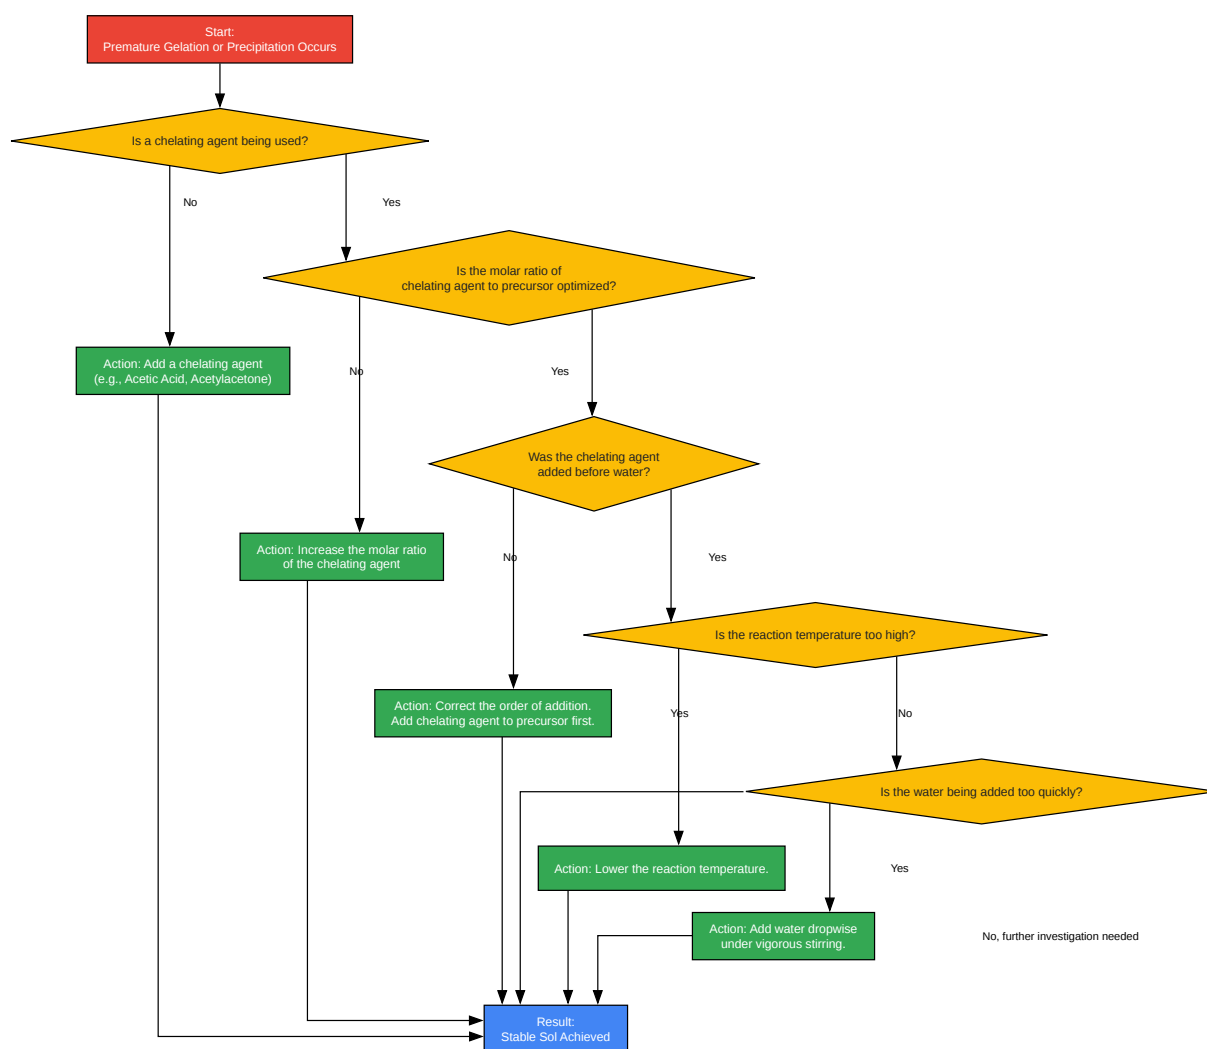 Start:
Premature Gelation or Precipitation Occurs
Is a chelating agent being used?
No
Yes
Is the molar ratio of
chelating agent to precursor optimized?
Action: Add a chelating agent
(e.g., Acetic Acid, Acetylacetone)
No
Yes
Was the chelating agent
added before water?
Action: Increase the molar ratio
of the chelating agent
No
Yes
Is the reaction temperature too high?
Action: Correct the order of addition.
Add chelating agent to precursor first.
Yes
No
Is the water being added too quickly?
Action: Lower the reaction temperature.
Yes
Action: Add water dropwise
under vigorous stirring.
No, further investigation needed
Result:
Stable Sol Achieved